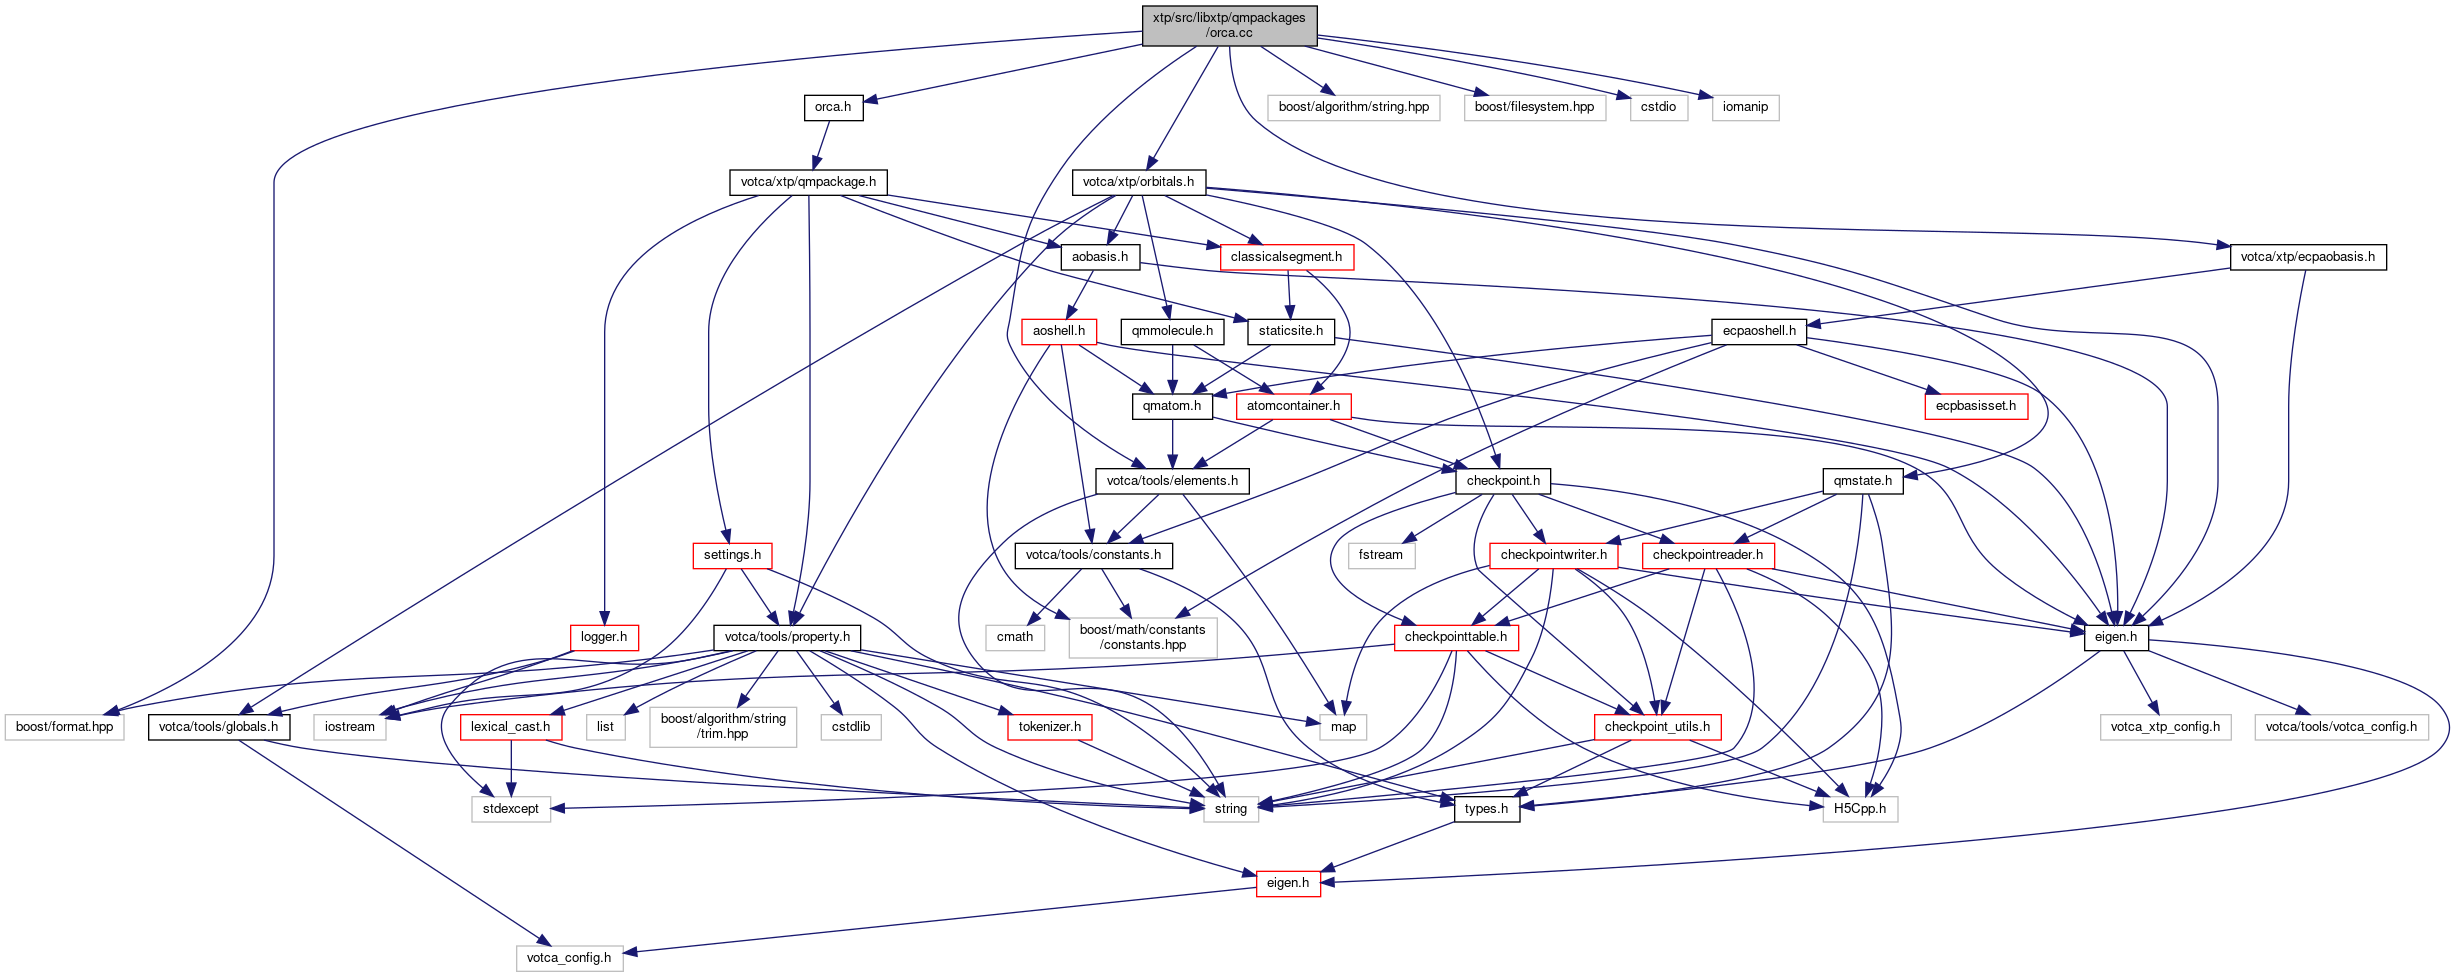 xtp/src/libxtp/qmpackages
/orca.cc
orca.h
boost/algorithm/string.hpp
boost/filesystem.hpp
cstdio
iomanip
votca/xtp/qmpackage.h
votca/xtp/orbitals.h
aobasis.h
classicalsegment.h
votca/xtp/ecpaobasis.h
aoshell.h
qmmolecule.h
staticsite.h
ecpaoshell.h
qmatom.h
atomcontainer.h
ecpbasisset.h
votca/tools/elements.h
checkpoint.h
qmstate.h
settings.h
votca/tools/constants.h
fstream
checkpointwriter.h
checkpointreader.h
logger.h
votca/tools/property.h
cmath
boost/math/constants
/constants.hpp
checkpointtable.h
eigen.h
boost/format.hpp
votca/tools/globals.h
iostream
lexical_cast.h
list
boost/algorithm/string
/trim.hpp
cstdlib
tokenizer.h
map
checkpoint_utils.h
votca_xtp_config.h
votca/tools/votca_config.h
stdexcept
string
types.h
H5Cpp.h
eigen.h
votca_config.h